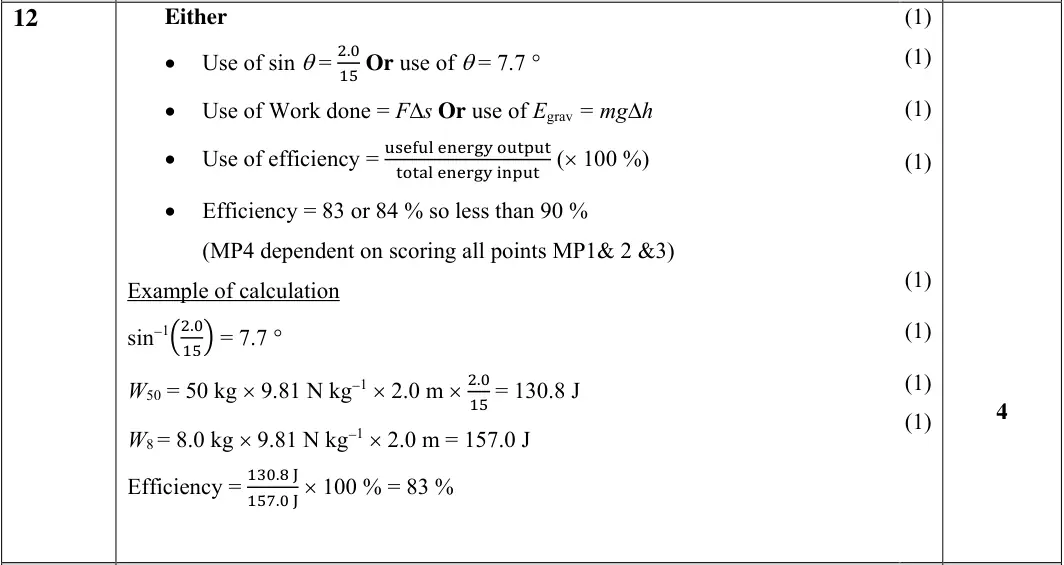 12 Either (1)
• Use of sin θ = 2.0/15 Or use of θ = 7.7 ° (1)
• Use of Work done = FΔs Or use of Egrav = mgΔh (1)
• Use of efficiency = useful energy output/total energy input (× 100 %) (1)
• Efficiency = 83 or 84 % so less than 90 %
(MP4 dependent on scoring all points MP1& 2 &3)
Example of calculation (1)
sin⁻¹(2.0/15) = 7.7 ° (1)
W₅₀ = 50 kg × 9.81 N kg⁻¹ × 2.0 m × 2.0/15 = 130.8 J (1)
(1)
4
W₈ = 8.0 kg × 9.81 N kg⁻¹ × 2.0 m = 157.0 J
Efficiency = 130.8 J/157.0 J × 100 % = 83 %